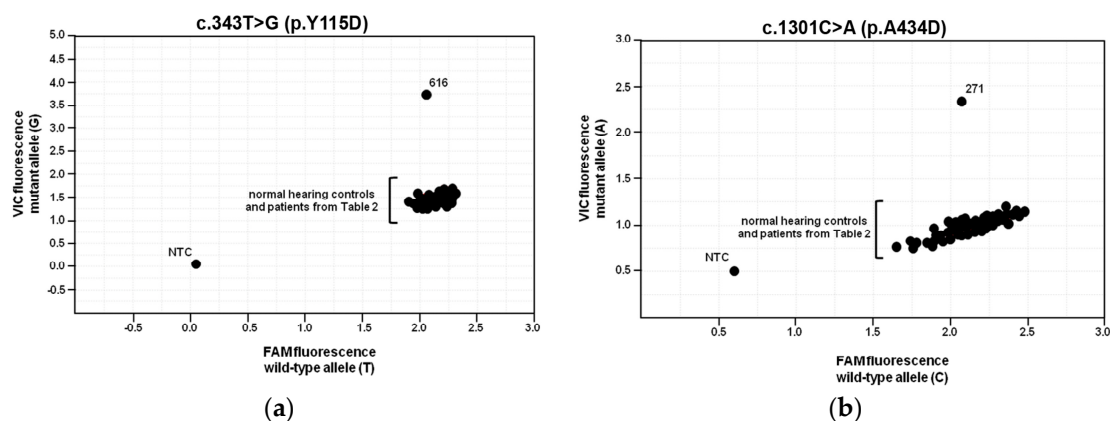 c.343T>G (p.Y115D)
5.0
4.5
4.0
3.5
3.0
2.5
2.0
1.5
1.0
0.5
0.0
-0.5
VIC fluorescence
mutant allele (G)
616
normal hearing controls
and patients from Table 2
NTC
-0.5
0.0
0.5
1.0
1.5
2.0
2.5
3.0
FAM fluorescence
wild-type allele (T)
(a)
c.1301C>A (p.A434D)
3.0
2.5
2.0
1.5
1.0
0.5
VIC fluorescence
mutant allele (A)
271
normal hearing controls
and patients from Table 2
NTC
0.5
1.0
1.5
2.0
2.5
3.0
FAM fluorescence
wild-type allele (C)
(b)